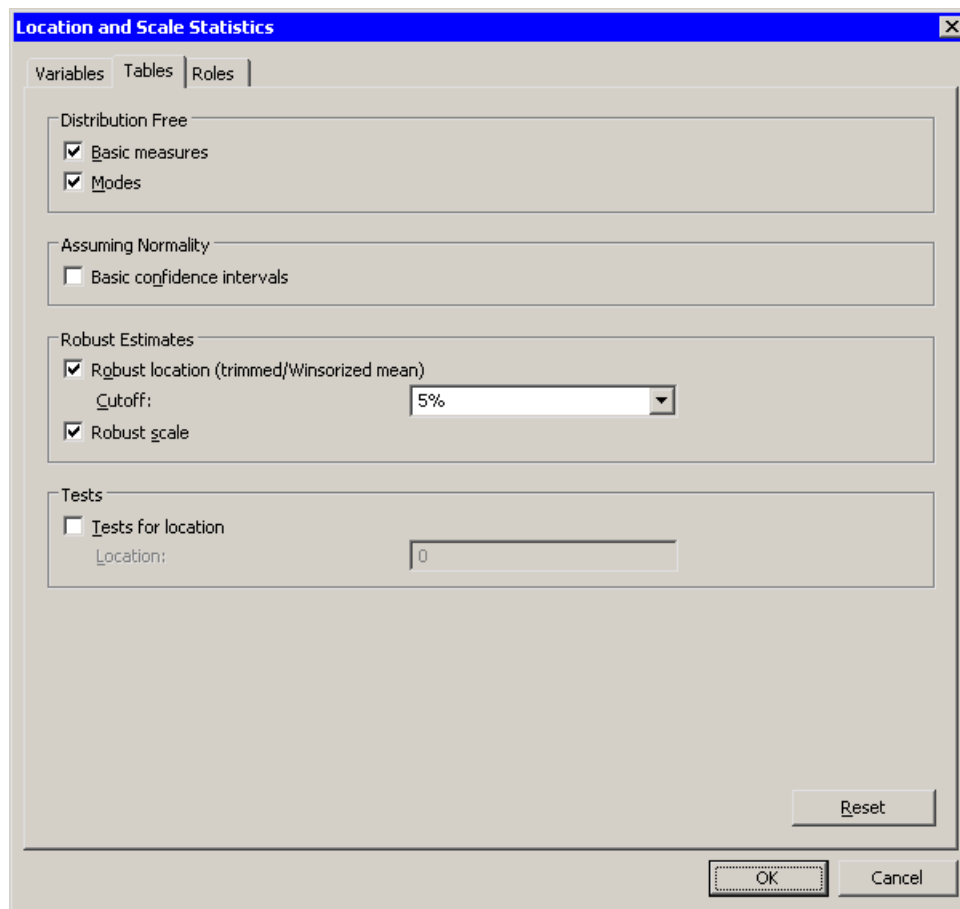 Location and Scale Statistics
Variables Tables Roles
Distribution Free
Basic measures
Modes
Assuming Normality
Basic confidence intervals
Robust Estimates
Robust location (trimmed/Winsorized mean)
Cutoff: 5%
Robust scale
Tests
Tests for location
Location: 0
Reset
OK Cancel